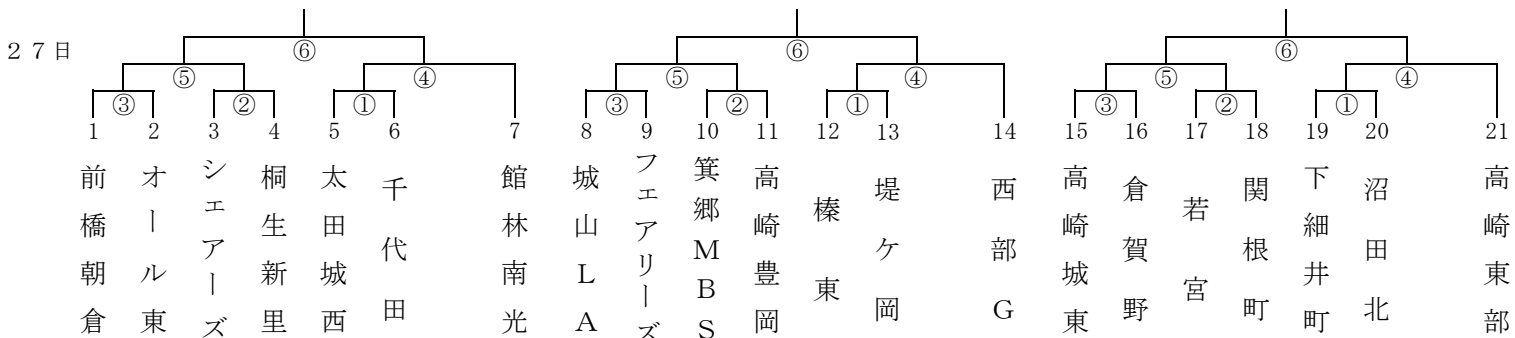 ２７日
⑥ ⑥ ⑥
⑤ ④ ⑤ ④ ⑤ ④
③ ② ① ③ ② ① ③ ② ①
1 2 3 4 5 6 7 8 9 10 11 12 13 14 15 16 17 18 19 20 21
前橋朝倉
オール東
シェアーズ
桐生新里
太田城西
千代田
館林南光
城山LA
フェアリーズ
箕郷MBS
高崎豊岡
榛東
堤ケ岡
西部G
高崎城東
倉賀野
若宮
関根町
下細井町
沼田北
高崎東部